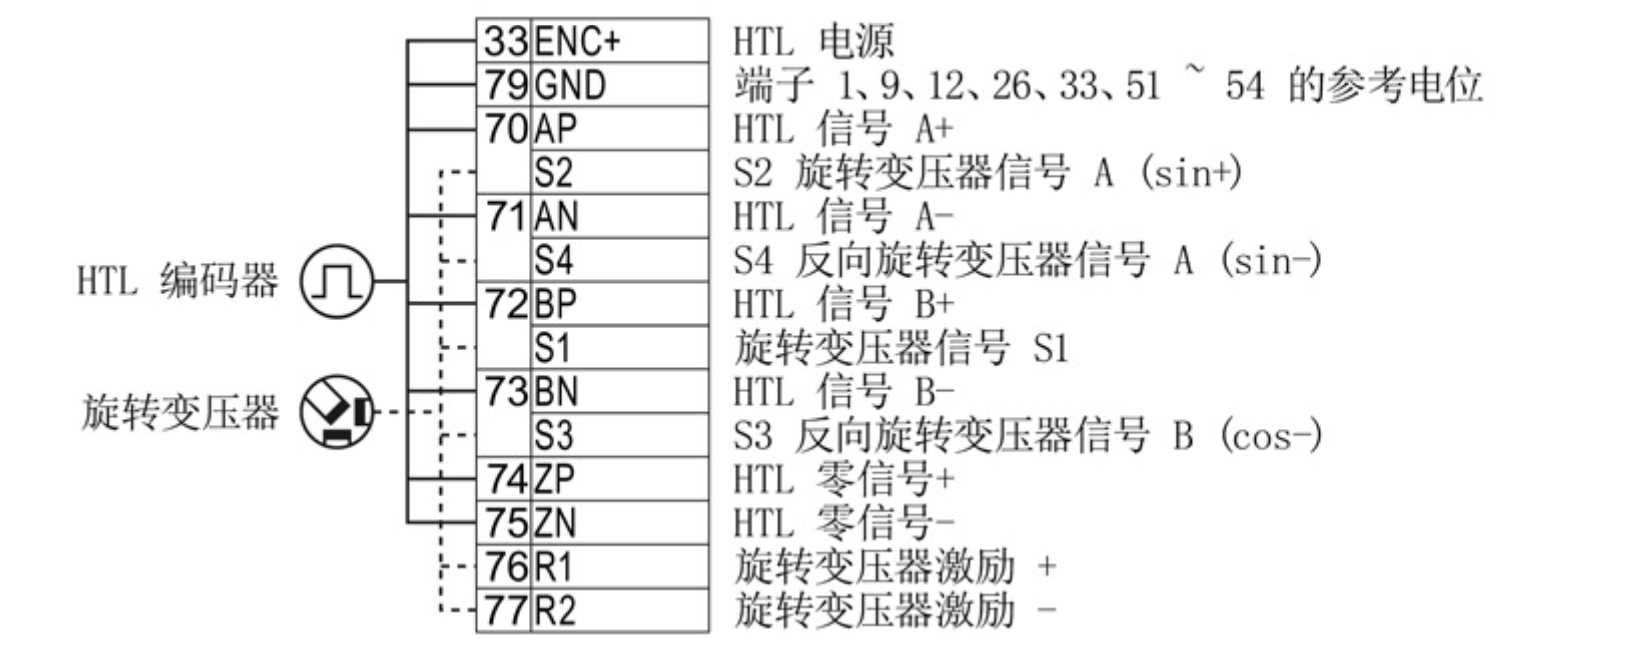 33 ENC+ HTL 电源
79 GND 端子 1、9、12、26、33、51 ~ 54 的参考电位
70 AP HTL 信号 A+
S2 S2 旋转变压器信号 A (sin+)
71 AN HTL 信号 A-
S4 S4 反向旋转变压器信号 A (sin-)
HTL 编码器
72 BP HTL 信号 B+
S1 旋转变压器信号 S1
73 BN HTL 信号 B-
旋转变压器
S3 S3 反向旋转变压器信号 B (cos-)
74 ZP HTL 零信号+
75 ZN HTL 零信号-
76 R1 旋转变压器激励 +
77 R2 旋转变压器激励 -